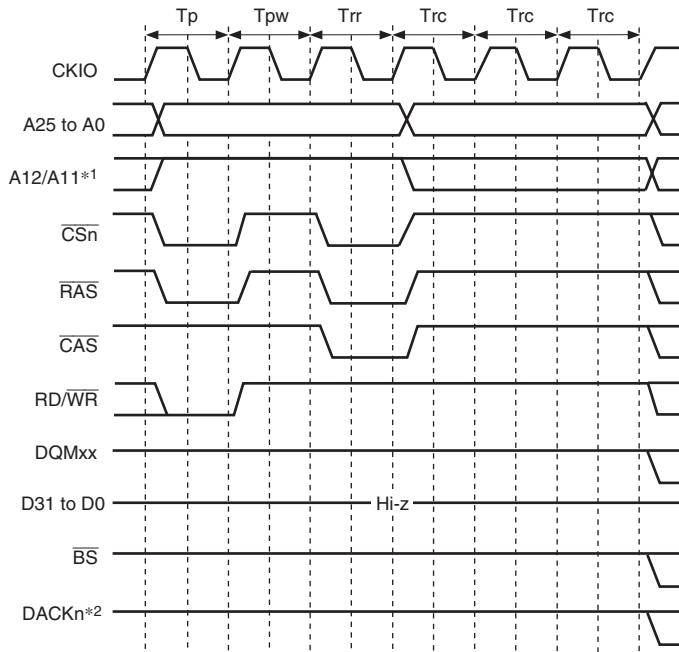 Tp Tpw Trr Trc Trc Trc
CKIO
A25 to A0
A12/A11*1
CSn
RAS
CAS
RD/WR
DQMxx
D31 to D0 Hi-z
BS
DACKn*2